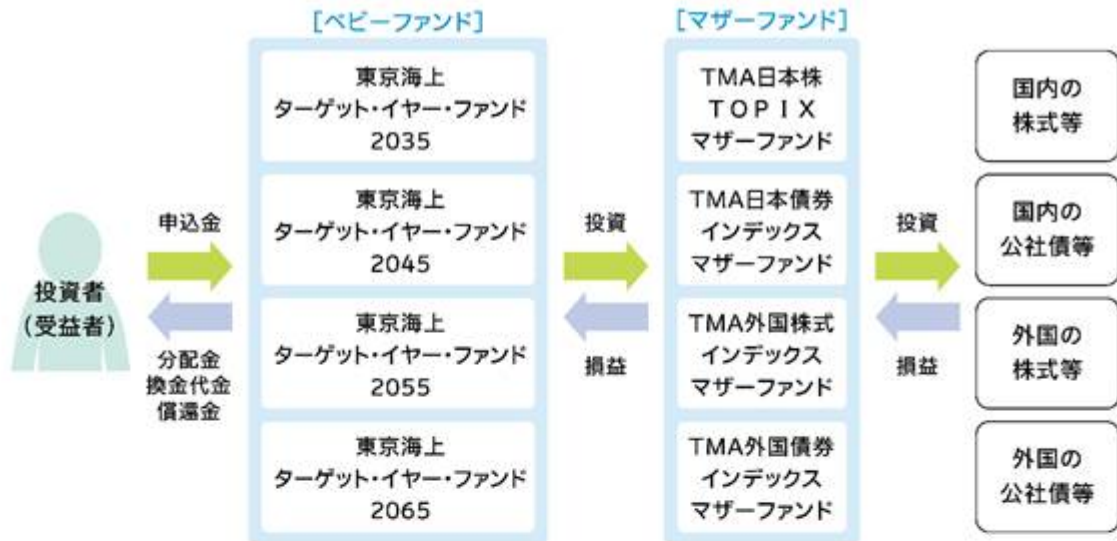 [ベビーファンド]
[マザーファンド]
東京海上
ターゲット・イヤー・ファンド
2035
東京海上
ターゲット・イヤー・ファンド
2045
東京海上
ターゲット・イヤー・ファンド
2055
東京海上
ターゲット・イヤー・ファンド
2065
TMA日本株
TOPIX
マザーファンド
TMA日本債券
インデックス
マザーファンド
TMA外国株式
インデックス
マザーファンド
TMA外国債券
インデックス
マザーファンド
国内の
株式等
国内の
公社債等
外国の
株式等
外国の
公社債等
投資者
(受益者)
申込金
分配金
換金代金
償還金
投資
損益
投資
損益